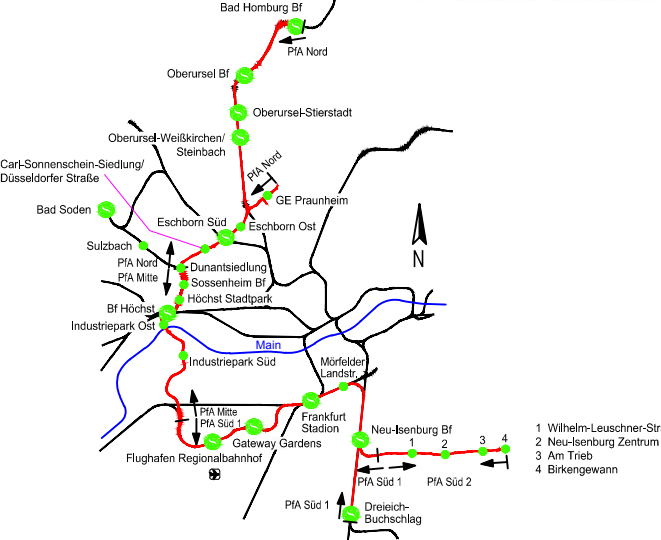 Bad Homburg Bf
PfA Nord
Oberursel Bf
Oberursel-Stierstadt
Oberursel-Weißkirchen/
Steinbach
Carl-Sonnenschein-Siedlung/
Düsseldorfer Straße
PfA Nord
GE Praunheim
Bad Soden
Eschborn Süd
Eschborn Ost
Sulzbach
N
PfA Nord
PfA Mitte
Dunantsiedlung
Sossenheim Bf
Höchst Stadtpark
Bf Höchst
Industriepark Ost
Main
Industriepark Süd
Mörfelder
Landstr.
PfA Mitte
PfA Süd 1
Frankfurt
Stadion
Gateway Gardens
Flughafen Regionalbahnhof
Neu-Isenburg Bf
1 2 3 4
1 Wilhelm-Leuschner-Str
2 Neu-Isenburg Zentrum
3 Am Trieb
4 Birkengewann
PfA Süd 1
PfA Süd 2
PfA Süd 1
Dreieich-
Buchschlag